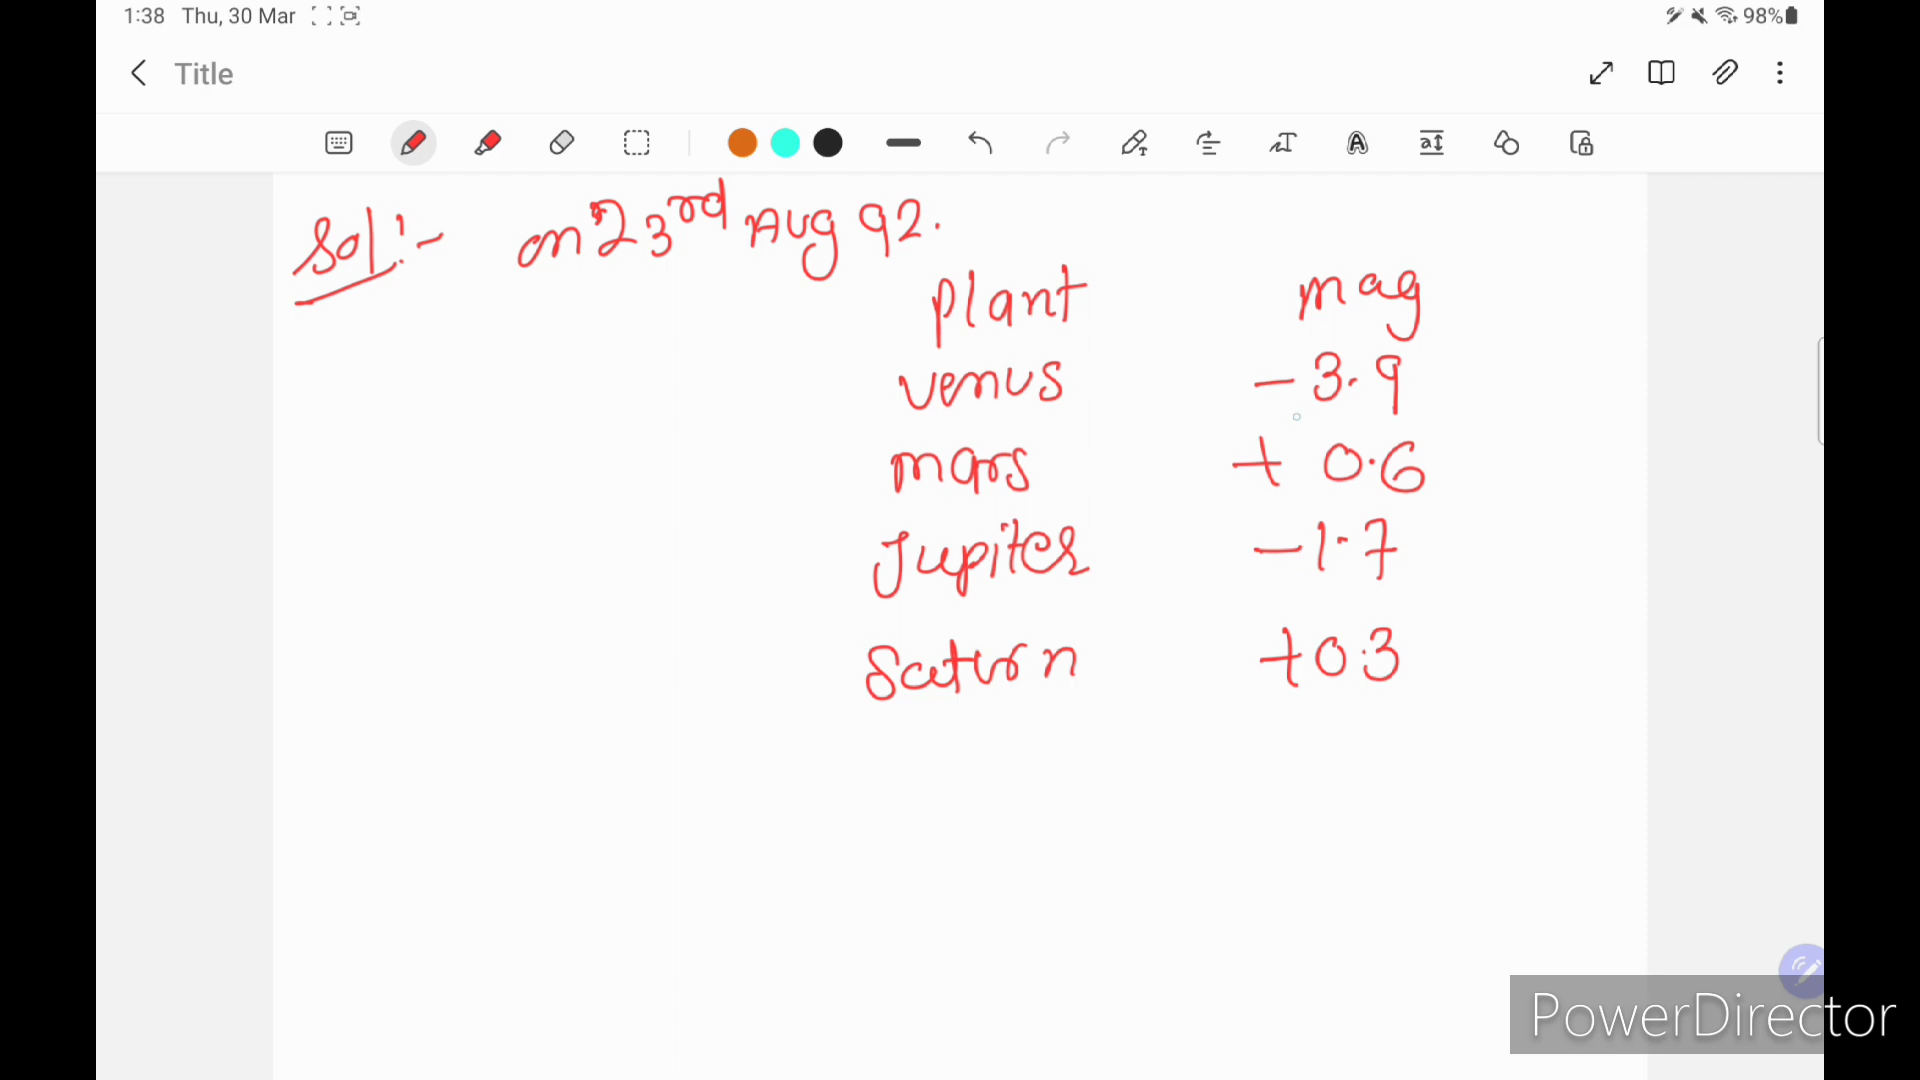 1:38 Thu, 30 Mar 98%
Title
Sol:- on 23rd Aug 92.
plant mag
venus - 3.9
mars + 0.6
Jupiter - 1.7
Saturn +0.3
PowerDirector